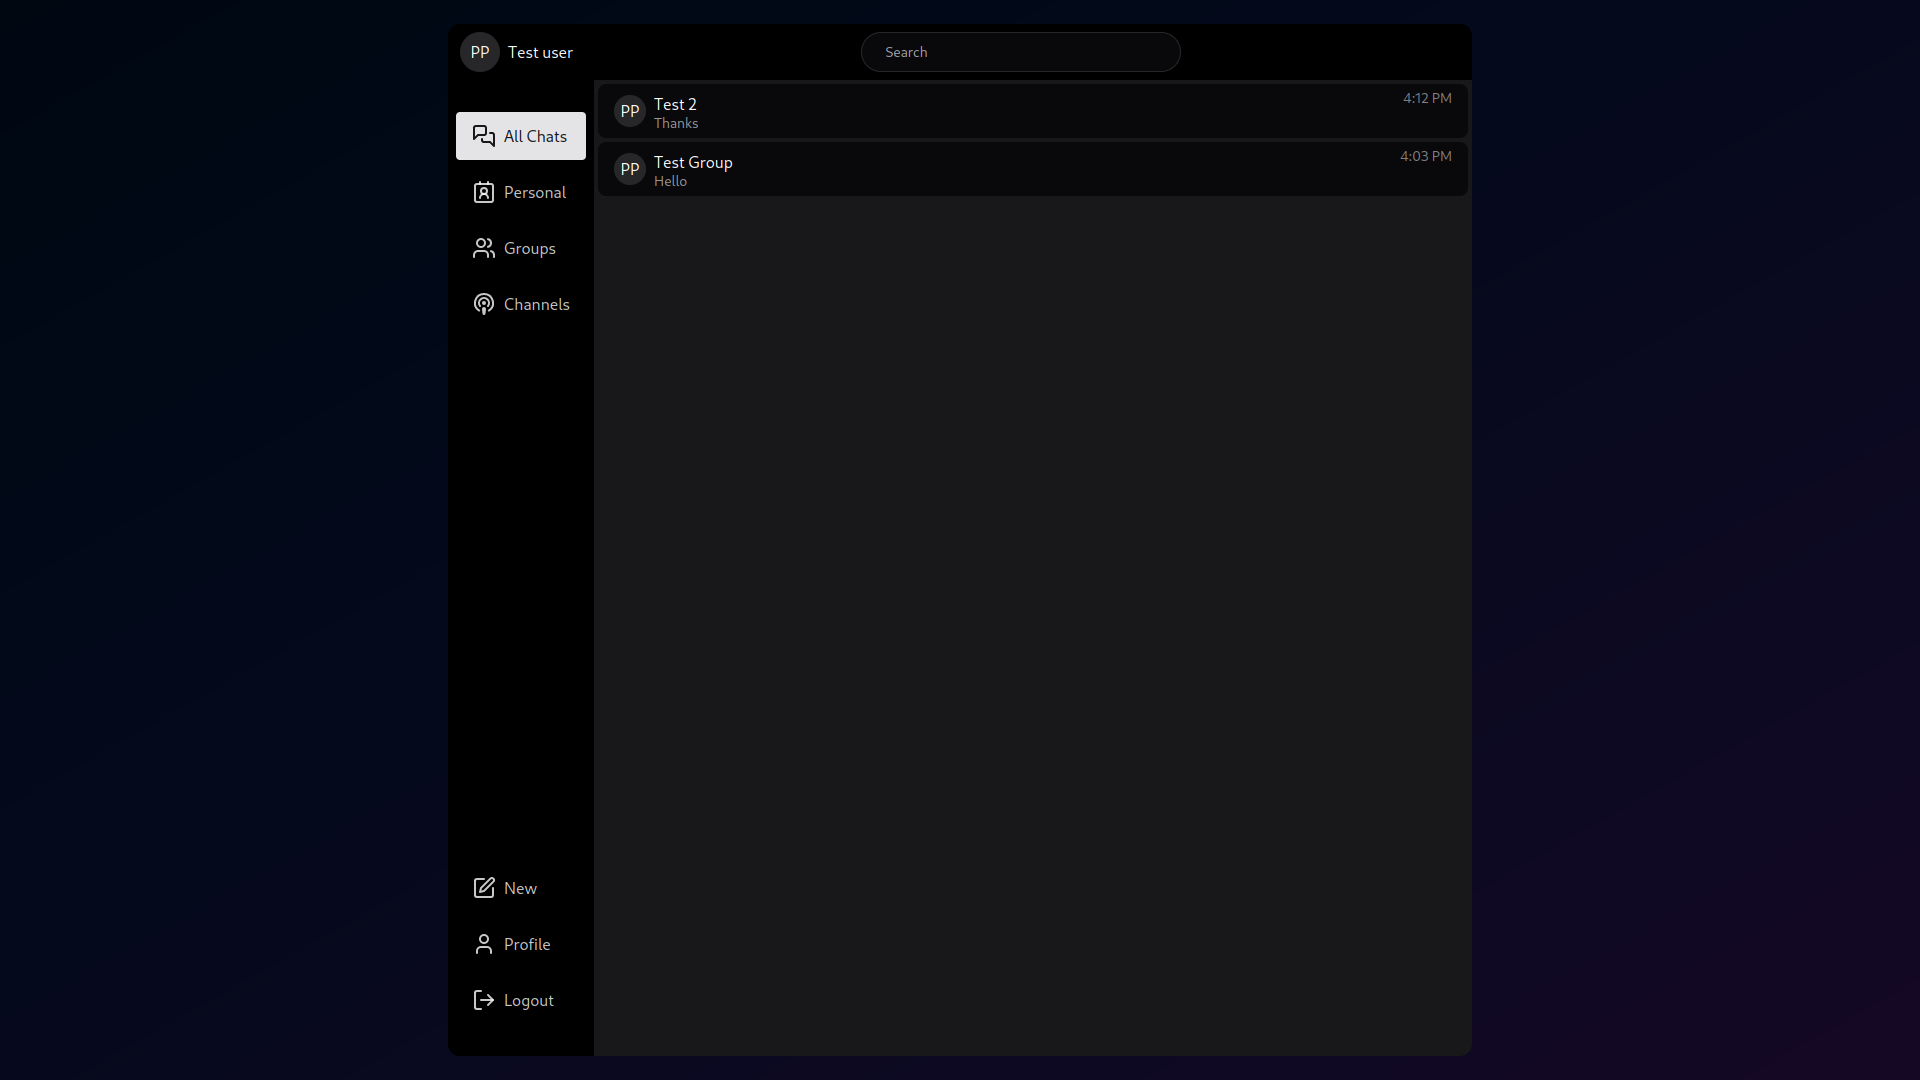 PP Test user
Search
All Chats
Personal
Groups
Channels
New
Profile
Logout
PP
Test 2
Thanks
4:12 PM
PP
Test Group
Hello
4:03 PM